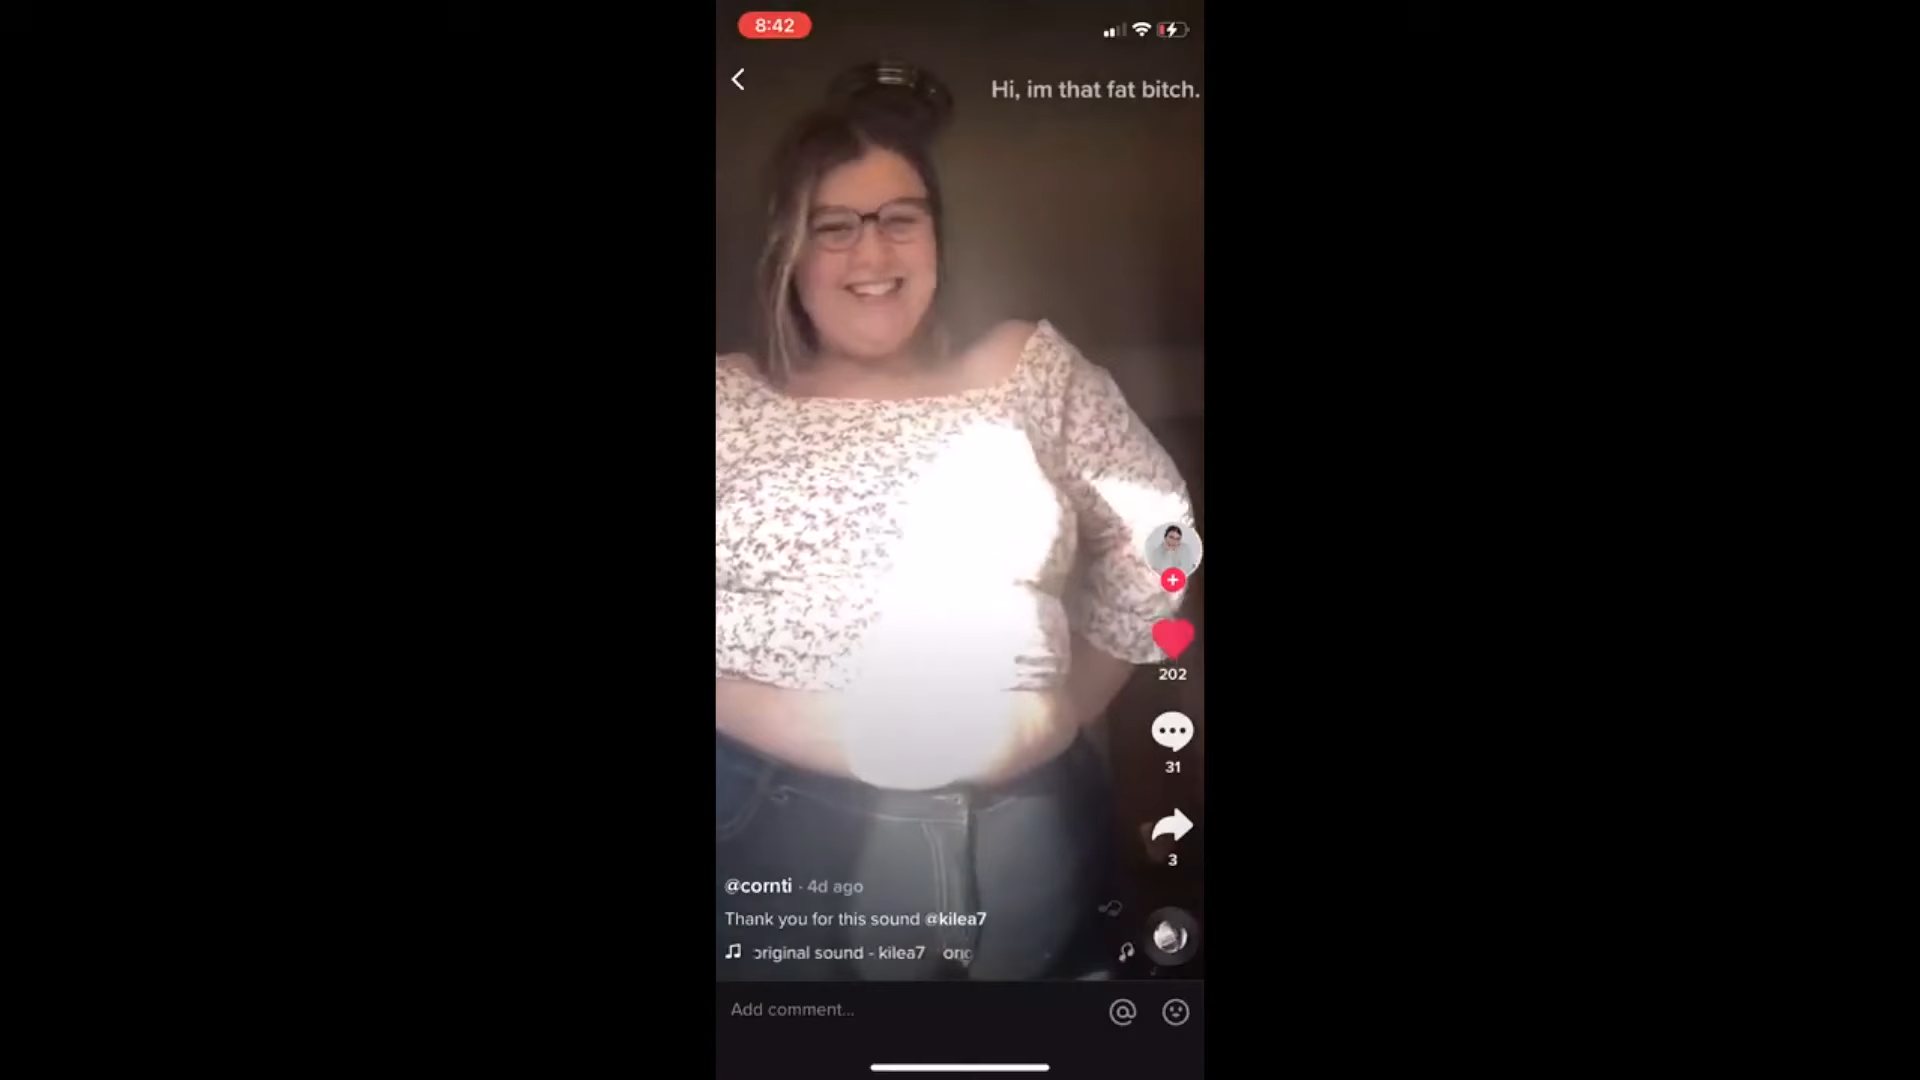 8:42
Hi, im that fat bitch.
202
31
3
@cornti · 4d ago
Thank you for this sound @kilea7
original sound - kilea7 orig
Add comment...